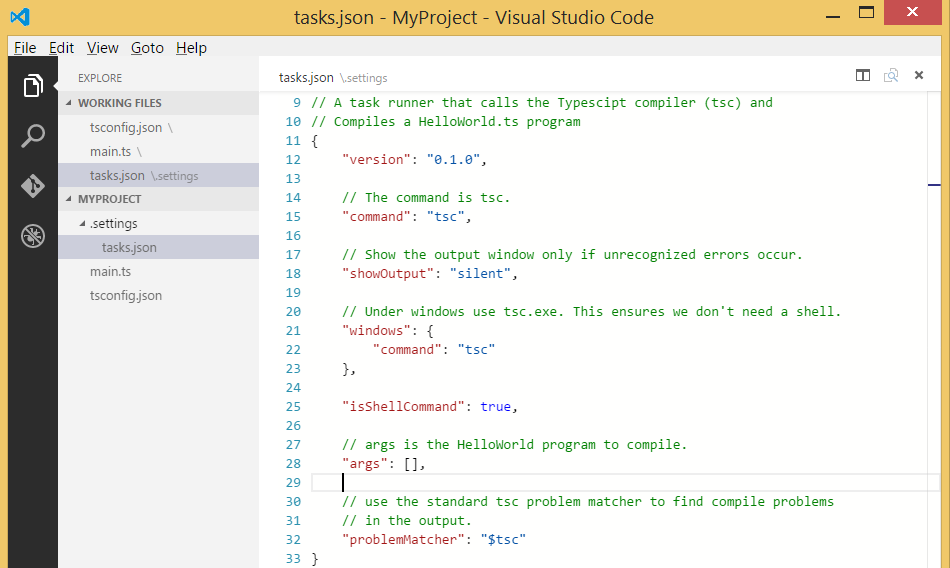 tasks.json - MyProject - Visual Studio Code
File Edit View Goto Help
EXPLORE
WORKING FILES
tsconfig.json \
main.ts \
tasks.json \.settings
MYPROJECT
.settings
tasks.json
main.ts
tsconfig.json
tasks.json \.settings
9 // A task runner that calls the Typescipt compiler (tsc) and
10 // Compiles a HelloWorld.ts program
11 {
12 "version": "0.1.0",
13
14 // The command is tsc.
15 "command": "tsc",
16
17 // Show the output window only if unrecognized errors occur.
18 "showOutput": "silent",
19
20 // Under windows use tsc.exe. This ensures we don't need a shell.
21 "windows": {
22 "command": "tsc"
23 },
24
25 "isShellCommand": true,
26
27 // args is the HelloWorld program to compile.
28 "args": [],
29
30 // use the standard tsc problem matcher to find compile problems
31 // in the output.
32 "problemMatcher": "$tsc"
33 }